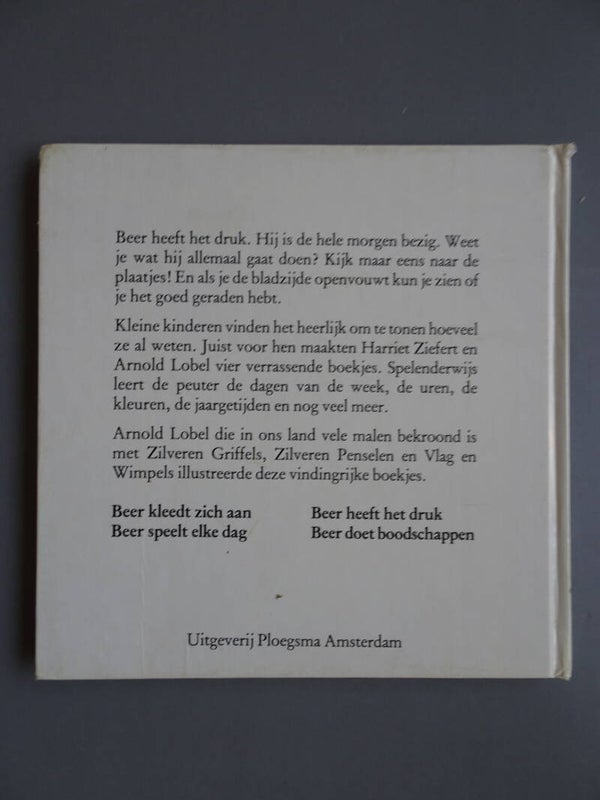 Beer heeft het druk. Hij is de hele morgen bezig. Weet
je wat hij allemaal gaat doen? Kijk maar eens naar de
plaatjes! En als je de bladzijde openvouwt kun je zien of
je het goed geraden hebt.
Kleine kinderen vinden het heerlijk om te tonen hoeveel
ze al weten. Juist voor hen maakten Harriet Ziefert en
Arnold Lobel vier verrassende boekjes. Spelenderwijs
leert de peuter de dagen van de week, de uren, de
kleuren, de jaargetijden en nog veel meer.
Arnold Lobel die in ons land vele malen bekroond is
met Zilveren Griffels, Zilveren Penselen en Vlag en
Wimpels illustreerde deze vindingrijke boekjes.
Beer kleedt zich aan Beer heeft het druk
Beer speelt elke dag Beer doet boodschappen
Uitgeverij Ploegsma Amsterdam